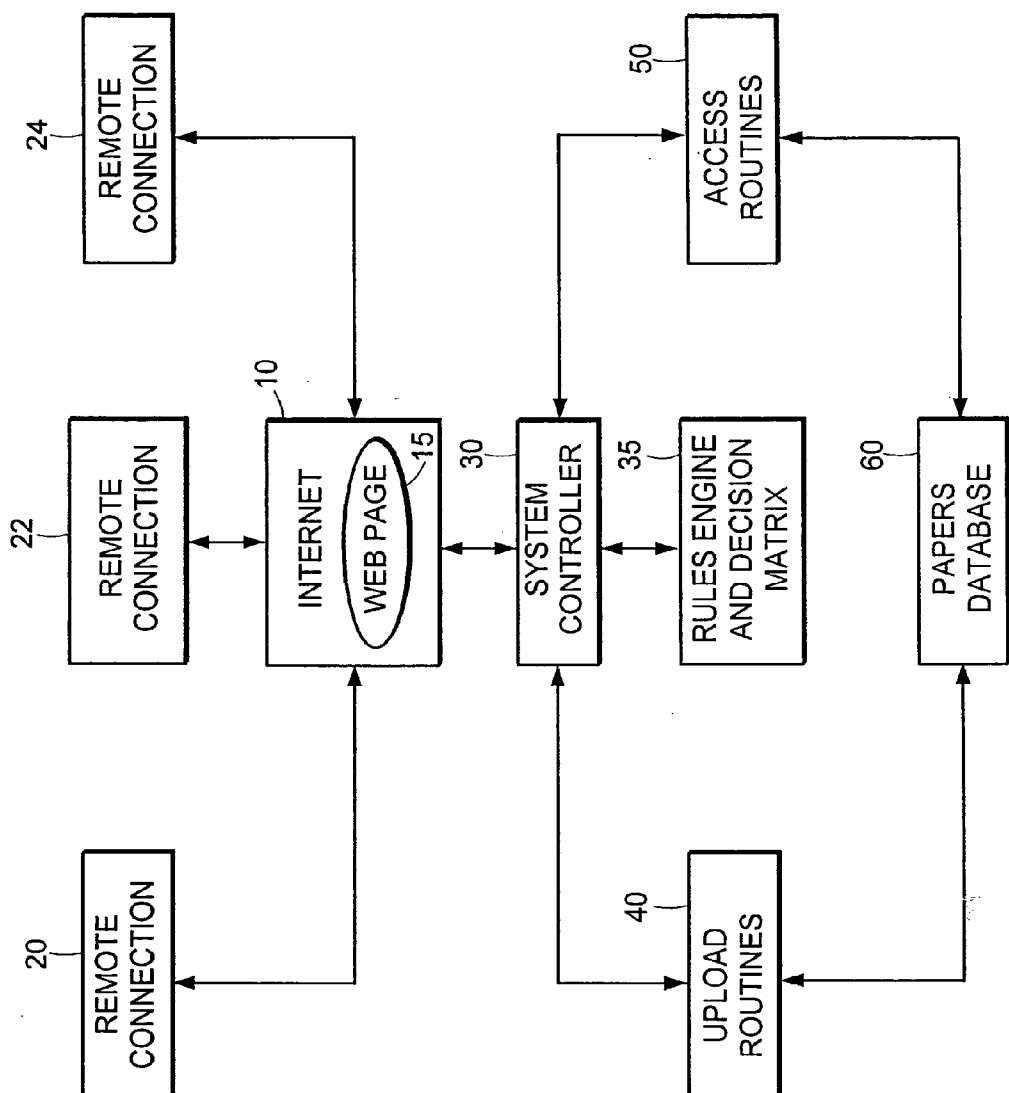 20
REMOTE
CONNECTION
22
REMOTE
CONNECTION
24
REMOTE
CONNECTION
10
INTERNET
WEB PAGE
15
30
SYSTEM
CONTROLLER
35
RULES ENGINE
AND DECISION
MATRIX
40
UPLOAD
ROUTINES
50
ACCESS
ROUTINES
60
PAPERS
DATABASE